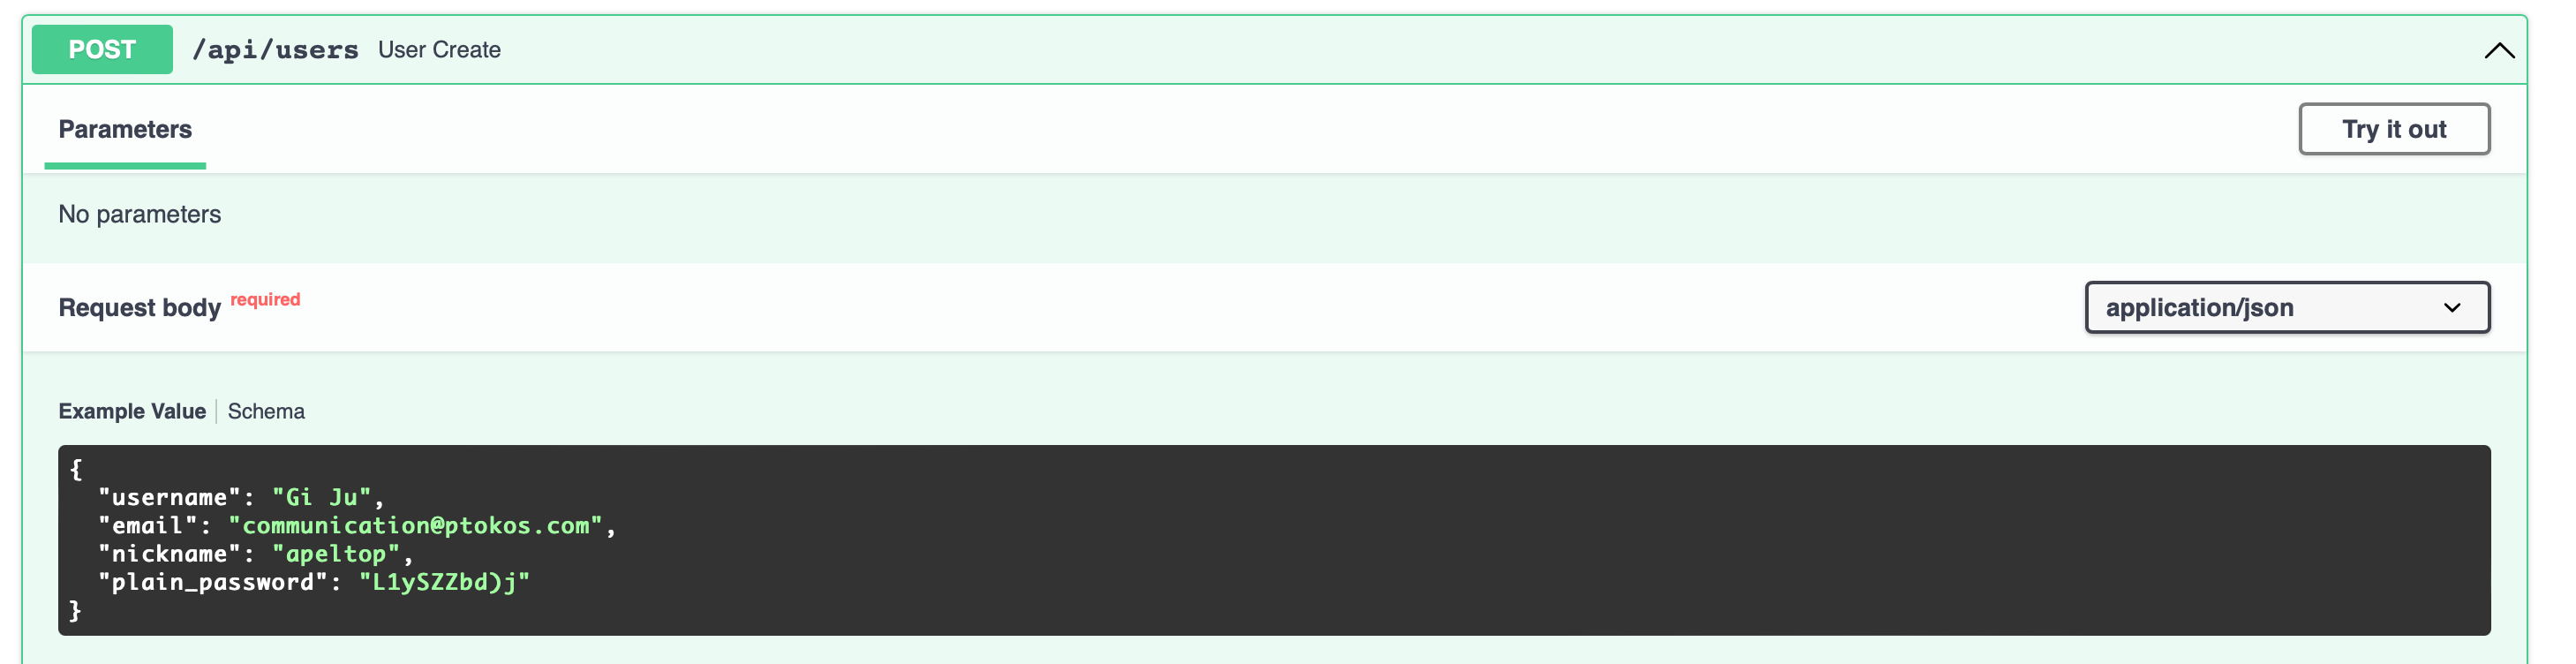 POST /api/users User Create
Parameters
Try it out
No parameters
Request body required
application/json
Example Value Schema
{
  "username": "Gi Ju",
  "email": "communication@ptokos.com",
  "nickname": "apeltop",
  "plain_password": "L1ySZZbd)j"
}